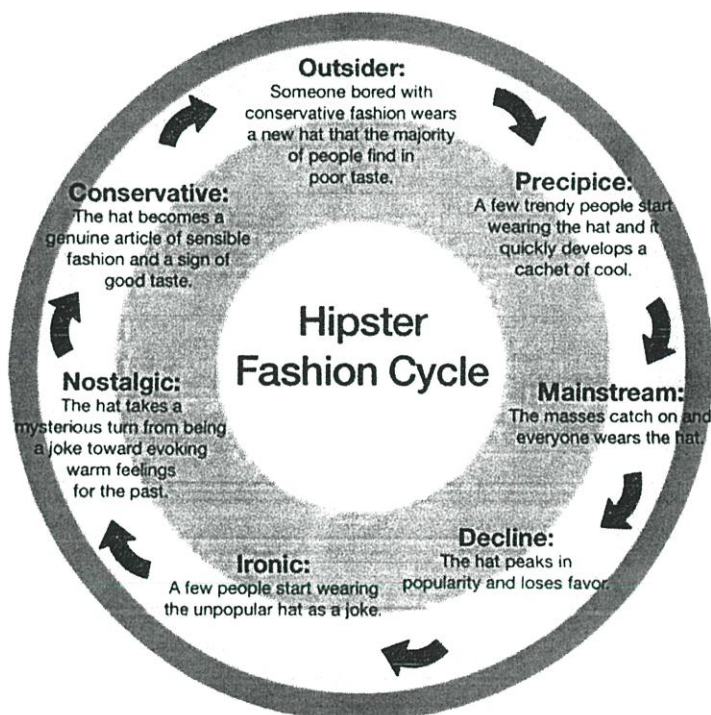 Outsider:
Someone bored with
conservative fashion wears
a new hat that the majority
of people find in
poor taste.
Precipice:
A few trendy people start
wearing the hat and it
quickly develops a
cachet of cool.
Mainstream:
The masses catch on and
everyone wears the hat.
Decline:
The hat peaks in
popularity and loses favor.
Ironic:
A few people start wearing
the unpopular hat as a joke.
Nostalgic:
The hat takes a
mysterious turn from being
a joke toward evoking
warm feelings
for the past.
Conservative:
The hat becomes a
genuine article of sensible
fashion and a sign of
good taste.
Hipster
Fashion Cycle